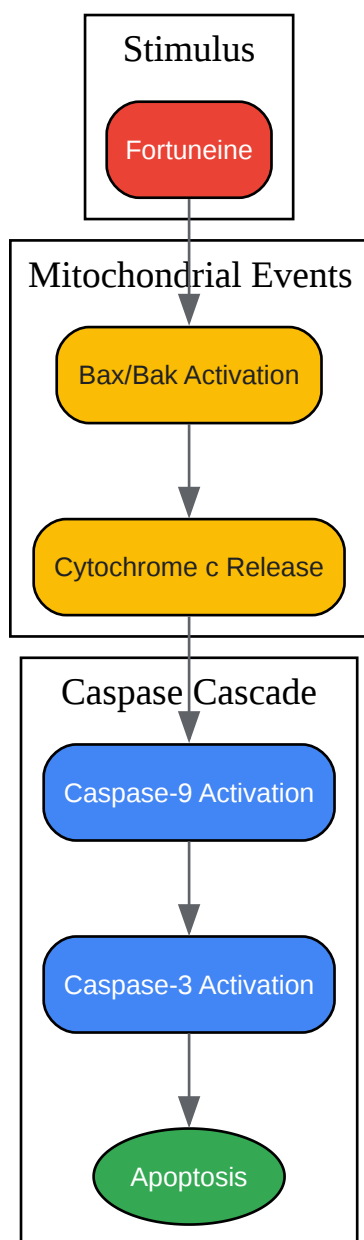 Stimulus
Fortuneine
Mitochondrial Events
Bax/Bak Activation
Cytochrome c Release
Caspase Cascade
Caspase-9 Activation
Caspase-3 Activation
Apoptosis